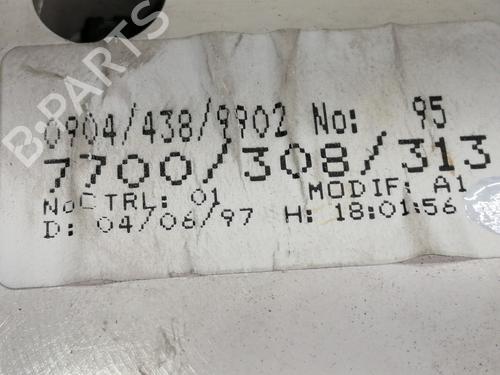 0904/438/9902 No: 95
7700/308/313
NoCTRL: 01 MODIF: A1
D: 04/06/97 H: 18:01:56
B-PARTS